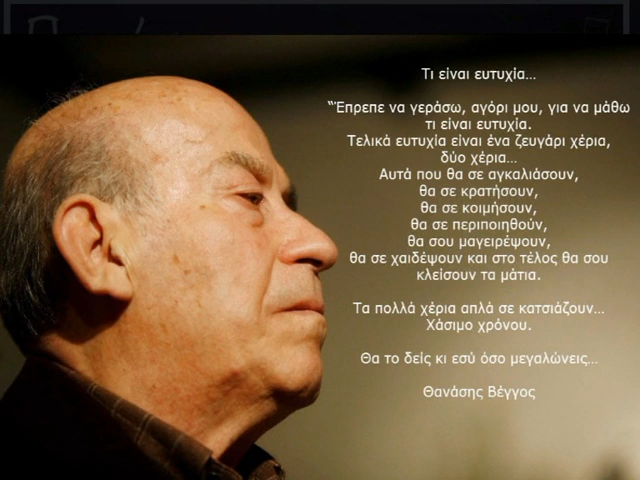 Τι είναι ευτυχία...
“Έπρεπε να γεράσω, αγόρι μου, για να μάθω
τι είναι ευτυχία.
Τελικά ευτυχία είναι ένα ζευγάρι χέρια,
δύο χέρια...
Αυτά που θα σε αγκαλιάσουν,
θα σε κρατήσουν,
θα σε κοιμήσουν,
θα σε περιποιηθούν,
θα σου μαγειρέψουν,
θα σε χαιδέψουν και στο τέλος θα σου
κλείσουν τα μάτια.
Τα πολλά χέρια απλά σε κατσιάζουν...
Χάσιμο χρόνου.
Θα το δείς κι εσύ όσο μεγαλώνεις...
Θανάσης Βέγγος